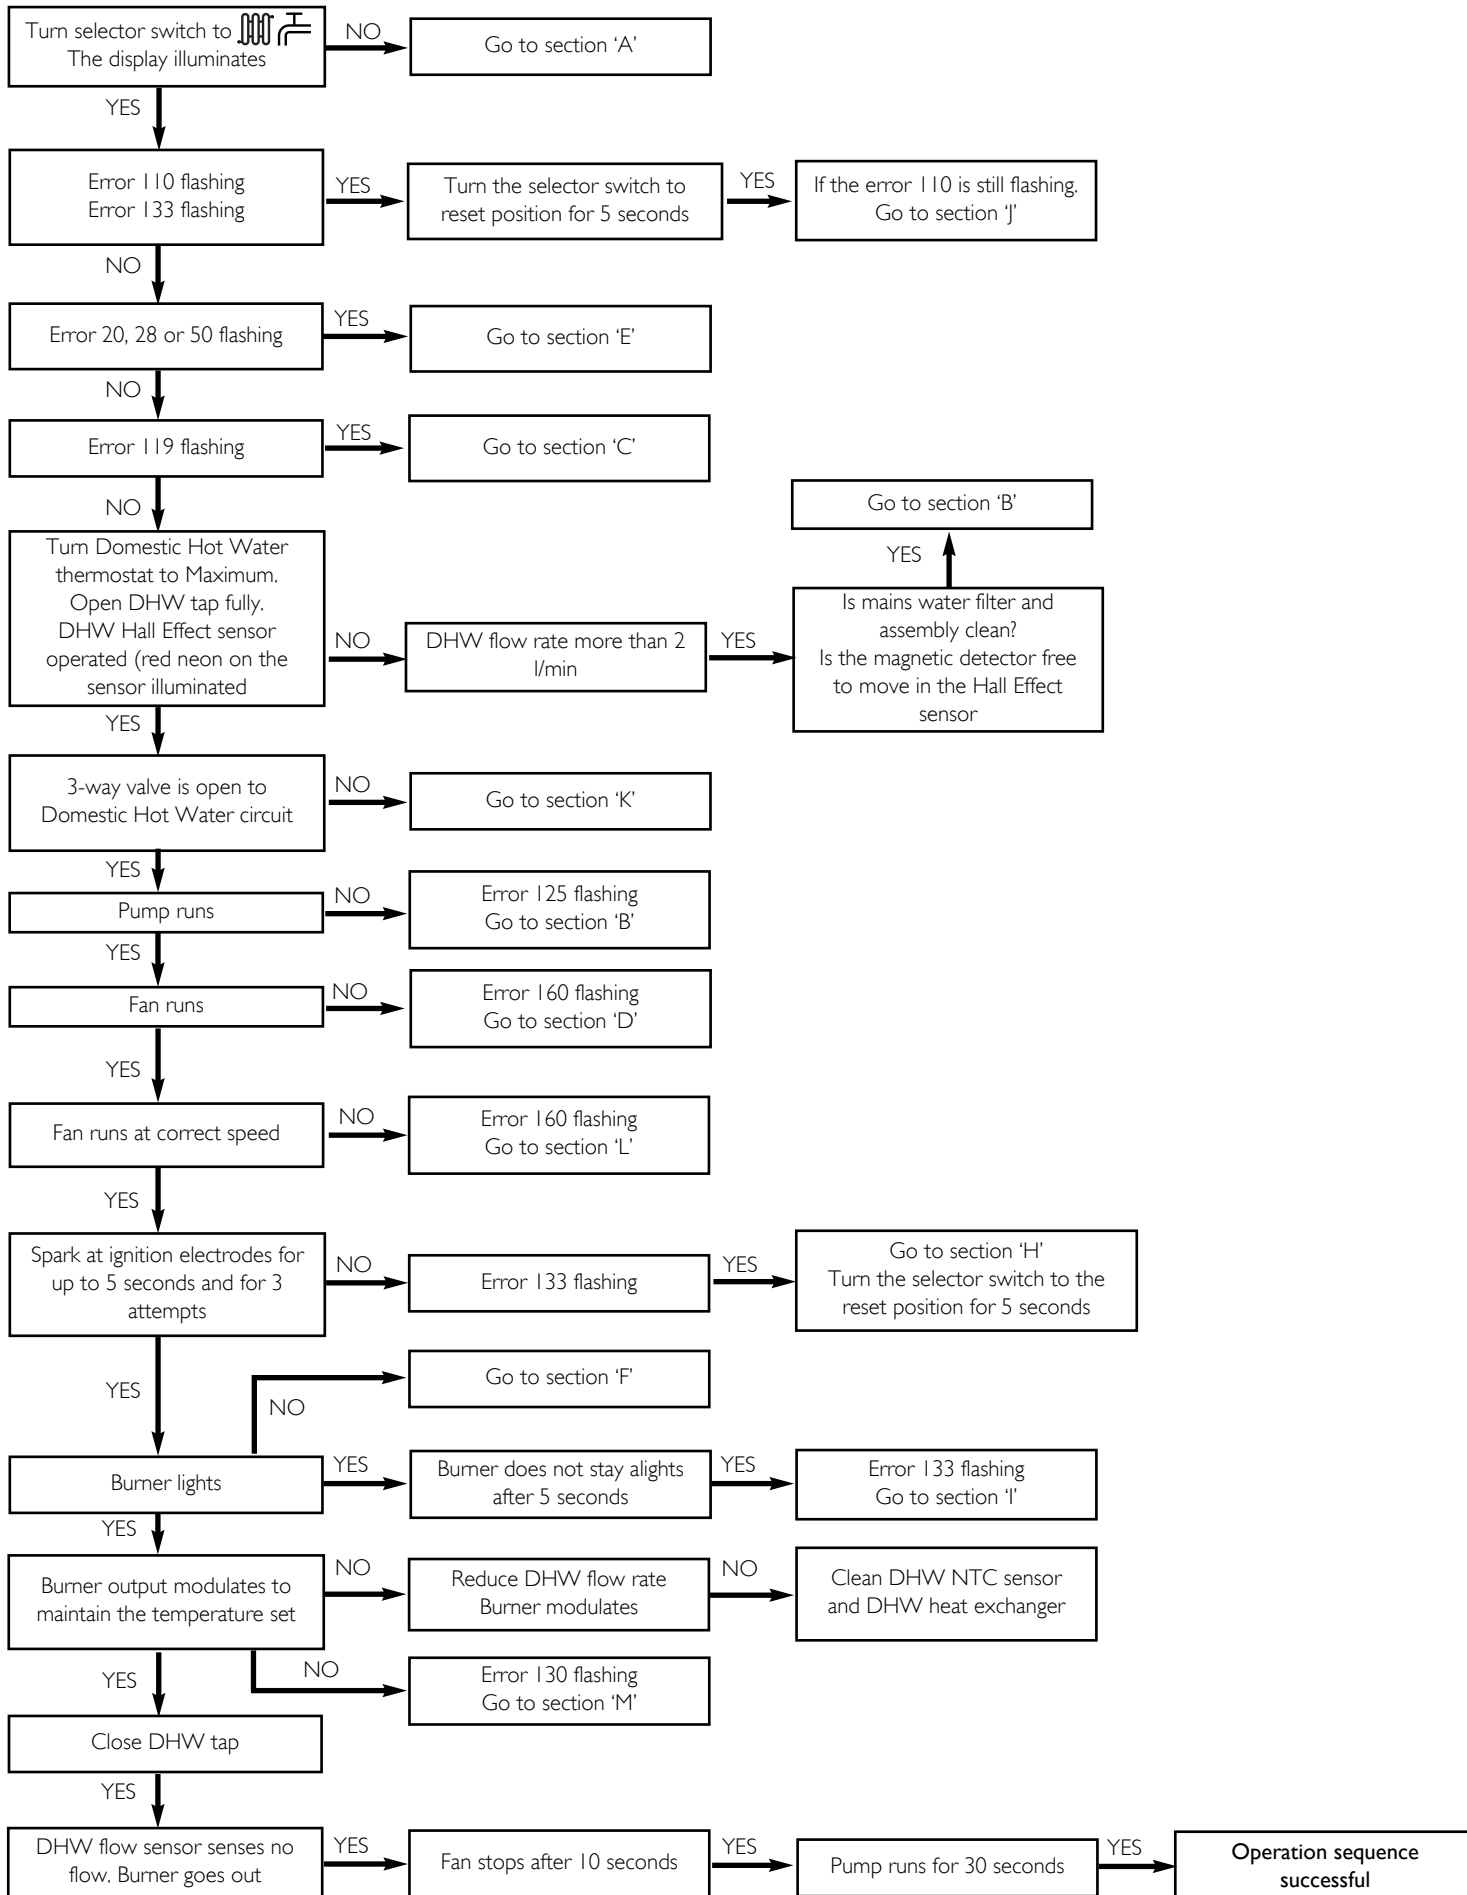 Turn selector switch to
The display illuminates
NO
Go to section ‘A’
YES
Error 110 flashing
Error 133 flashing
YES
Turn the selector switch to
reset position for 5 seconds
YES
If the error 110 is still flashing.
Go to section ‘J’
NO
Error 20, 28 or 50 flashing
YES
Go to section ‘E’
NO
Error 119 flashing
YES
Go to section ‘C’
NO
Turn Domestic Hot Water
thermostat to Maximum.
Open DHW tap fully.
DHW Hall Effect sensor
operated (red neon on the
sensor illuminated
NO
DHW flow rate more than 2
l/min
YES
Is mains water filter and
assembly clean?
Is the magnetic detector free
to move in the Hall Effect
sensor
YES
Go to section ‘B’
YES
3-way valve is open to
Domestic Hot Water circuit
NO
Go to section ‘K’
YES
Pump runs
NO
Error 125 flashing
Go to section ‘B’
YES
Fan runs
NO
Error 160 flashing
Go to section ‘D’
YES
Fan runs at correct speed
NO
Error 160 flashing
Go to section ‘L’
YES
Spark at ignition electrodes for
up to 5 seconds and for 3
attempts
NO
Error 133 flashing
YES
Go to section ‘H’
Turn the selector switch to the
reset position for 5 seconds
YES
NO
Go to section ‘F’
Burner lights
YES
Burner does not stay alights
after 5 seconds
YES
Error 133 flashing
Go to section ‘I’
YES
Burner output modulates to
maintain the temperature set
NO
Reduce DHW flow rate
Burner modulates
NO
Clean DHW NTC sensor
and DHW heat exchanger
NO
Error 130 flashing
Go to section ‘M’
YES
Close DHW tap
YES
DHW flow sensor senses no
flow. Burner goes out
YES
Fan stops after 10 seconds
YES
Pump runs for 30 seconds
YES
Operation sequence
successful